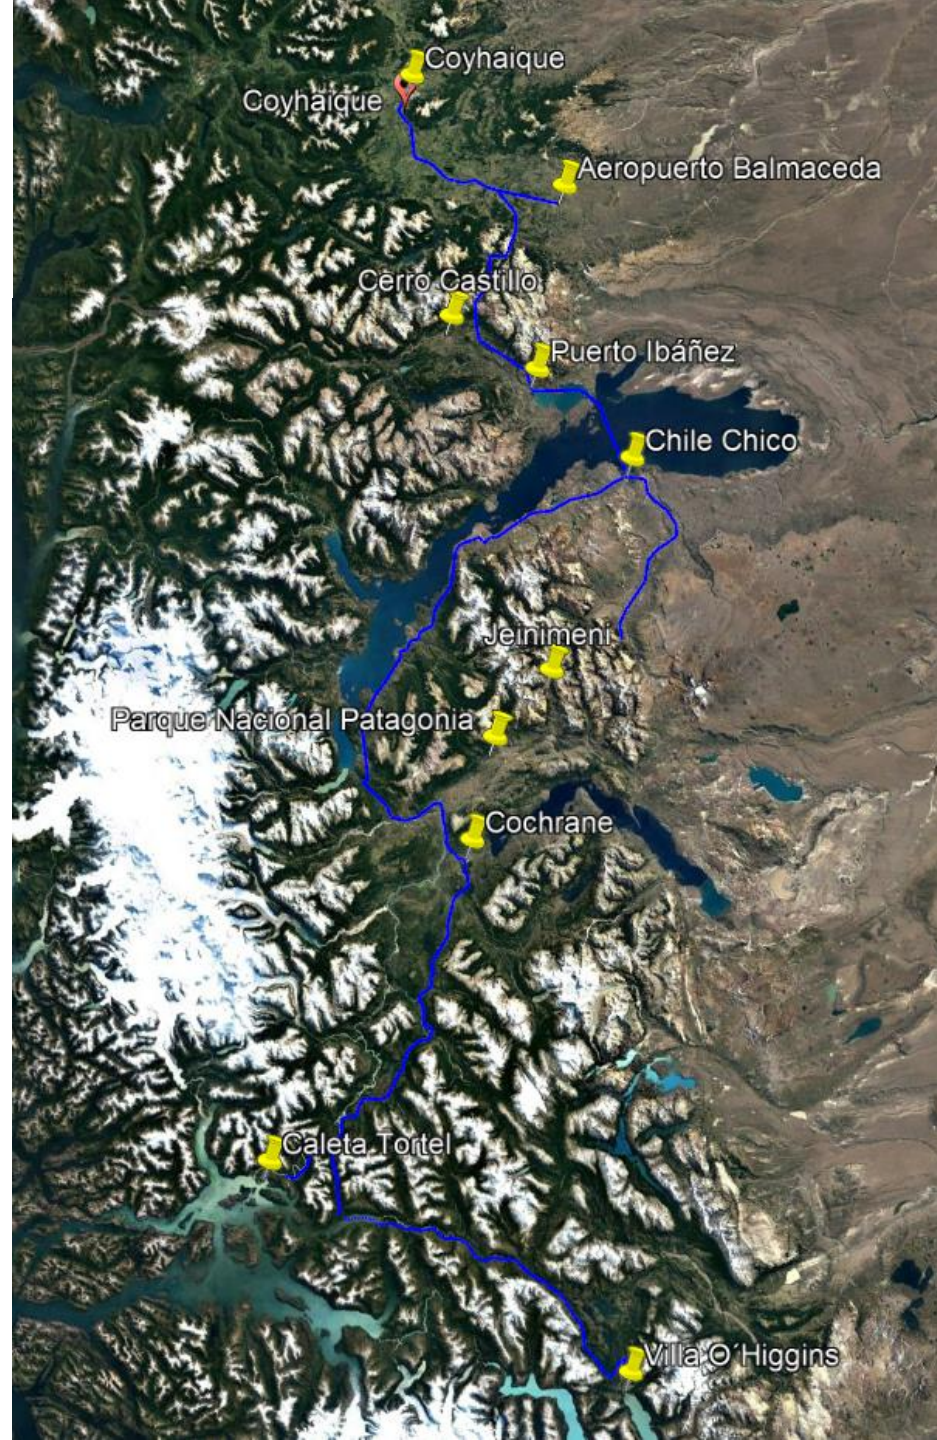 Coyhaique
Coyhaique
Aeropuerto Balmaceda
Cerro Castillo
Puerto Ibáñez
Chile Chico
Jeinimeni
Parque Nacional Patagonia
Cochrane
Caleta Tortel
Villa O´Higgins